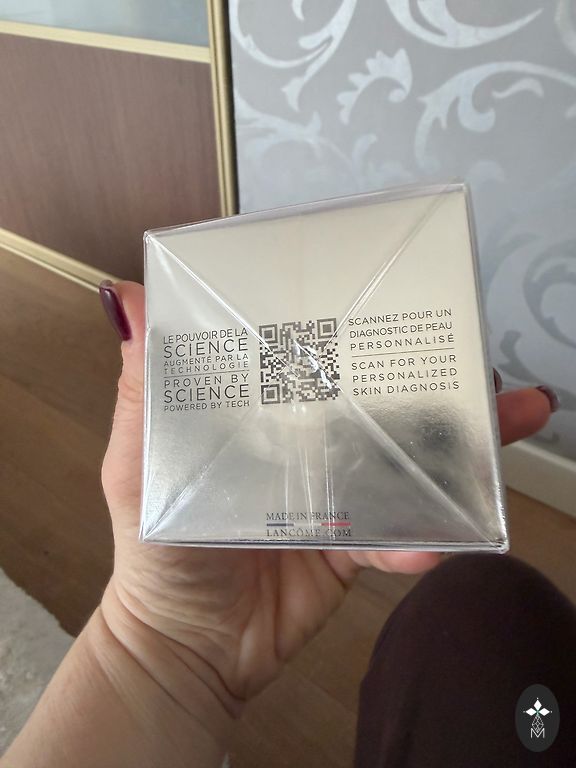 LE POUVOIR DE LA
SCIENCE
AUGMENTÉ PAR LA
TECHNOLOGIE
PROVEN BY
SCIENCE
POWERED BY TECH
SCANNEZ POUR UN
DIAGNOSTIC DE PEAU
PERSONNALISÉ
SCAN FOR YOUR
PERSONALIZED
SKIN DIAGNOSIS
MADE IN FRANCE
LANCÔME.COM